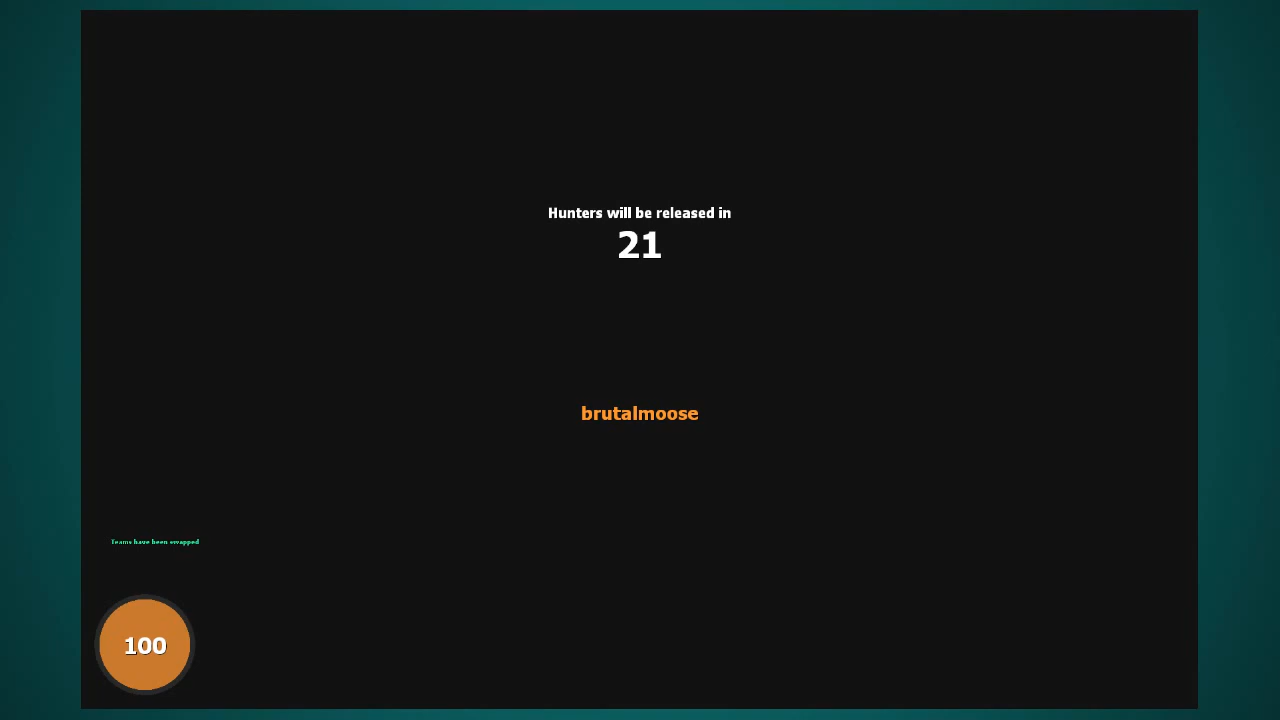 Hunters will be released in
21
brutalmoose
Teams have been swapped
100